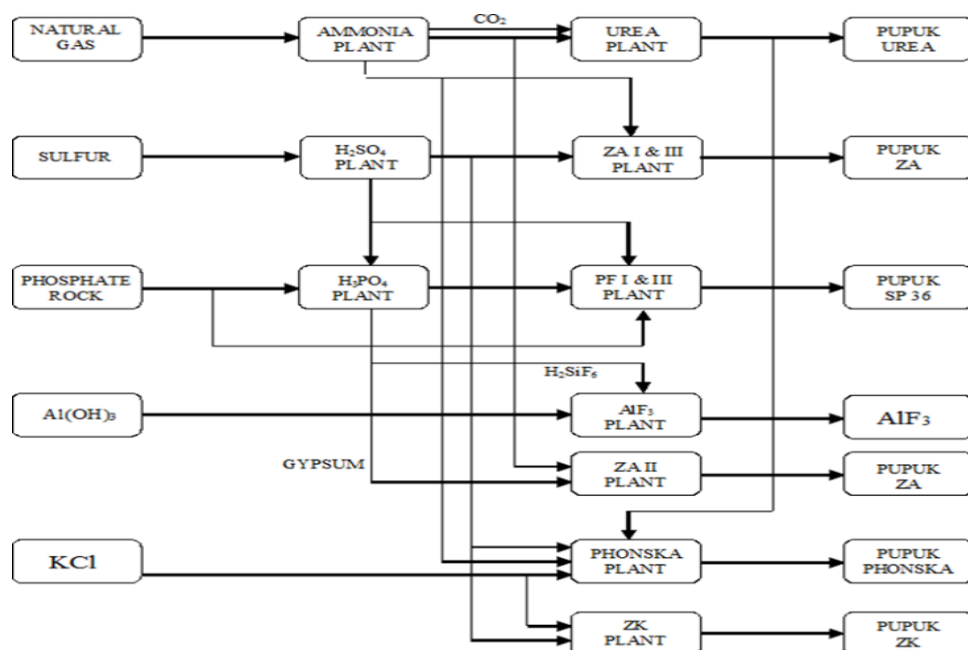 NATURAL
GAS
AMMONIA
PLANT
CO₂
UREA
PLANT
PUPUK
UREA
SULFUR
H₂SO₄
PLANT
ZA I & III
PLANT
PUPUK
ZA
PHOSPHATE
ROCK
H₃PO₄
PLANT
PF I & III
PLANT
PUPUK
SP 36
H₂SiF₆
Al(OH)₃
AlF₃
PLANT
AlF₃
GYPSUM
ZA II
PLANT
PUPUK
ZA
KCl
PHONSKA
PLANT
PUPUK
PHONSKA
ZK
PLANT
PUPUK
ZK